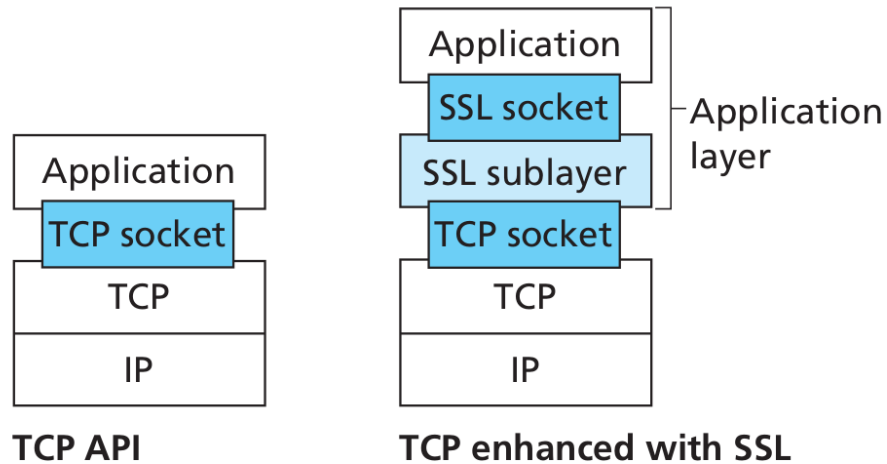 Application
TCP socket
TCP
IP
TCP API
Application
SSL socket
SSL sublayer
TCP socket
TCP
IP
TCP enhanced with SSL
Application
layer